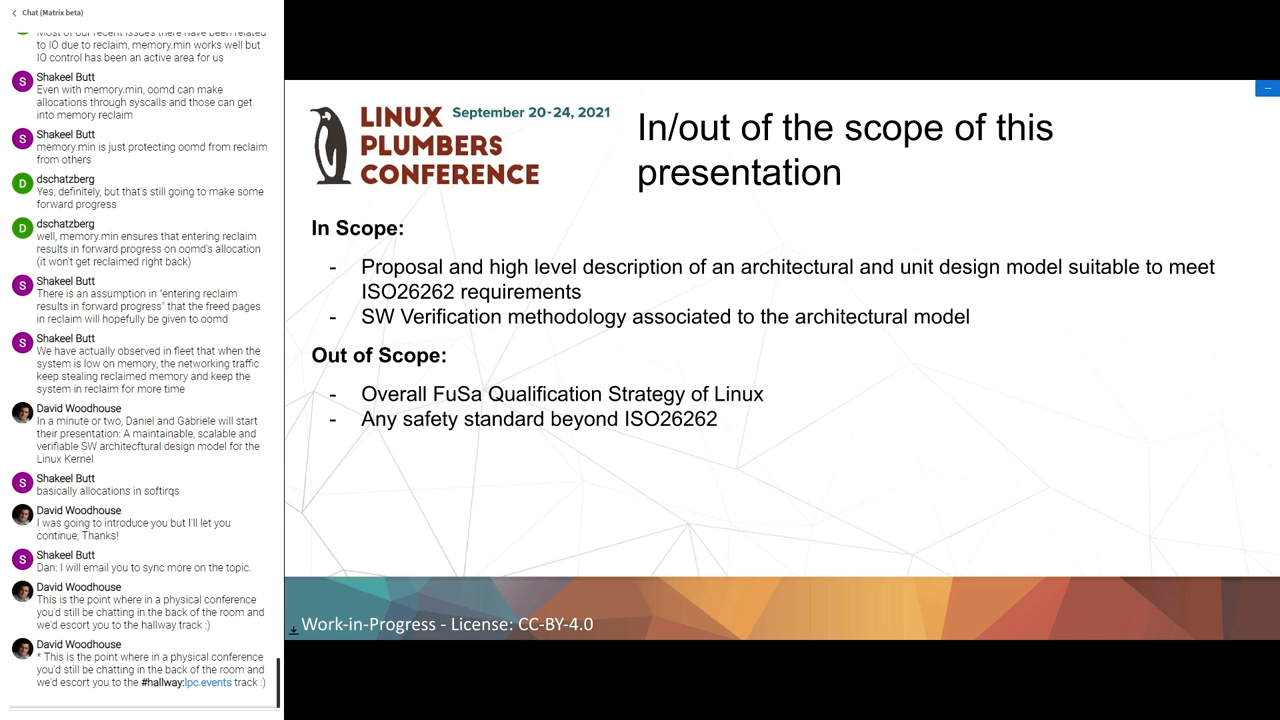 Chat (Matrix beta)
Most of our recent issues there have been related
to IO due to reclaim, memory.min works well but
IO control has been an active area for us
S
Shakeel Butt
Even with memory.min, oomd can make
allocations through syscalls and those can get
into memory reclaim
S
Shakeel Butt
memory.min is just protecting oomd from reclaim
from others
D
dschatzberg
Yes, definitely, but that's still going to make some
forward progress
D
dschatzberg
well, memory.min ensures that entering reclaim
results in forward progress on oomd's allocation
(it won't get reclaimed right back)
S
Shakeel Butt
There is an assumption in "entering reclaim
results in forward progress" that the freed pages
in reclaim will hopefully be given to oomd
S
Shakeel Butt
We have actually observed in fleet that when the
system is low on memory, the networking traffic
keep stealing reclaimed memory and keep the
system in reclaim for more time
David Woodhouse
In a minute or two, Daniel and Gabriele will start
their presentation: A maintainable, scalable and
verifiable SW architecftural design model for the
Linux Kernel
S
Shakeel Butt
basically allocations in softirqs
David Woodhouse
I was going to introduce you but I'll let you
continue; Thanks!
S
Shakeel Butt
Dan: I will email you to sync more on the topic.
David Woodhouse
This is the point where in a physical conference
you'd still be chatting in the back of the room and
we'd escort you to the hallway track :)
David Woodhouse
* This is the point where in a physical conference
you'd still be chatting in the back of the room and
we'd escort you to the #hallway:lpc.events track :)
LINUX
PLUMBERS
CONFERENCE
September 20-24, 2021
In/out of the scope of this
presentation
In Scope:
- Proposal and high level description of an architectural and unit design model suitable to meet
ISO26262 requirements
- SW Verification methodology associated to the architectural model
Out of Scope:
- Overall FuSa Qualification Strategy of Linux
- Any safety standard beyond ISO26262
Work-in-Progress - License: CC-BY-4.0